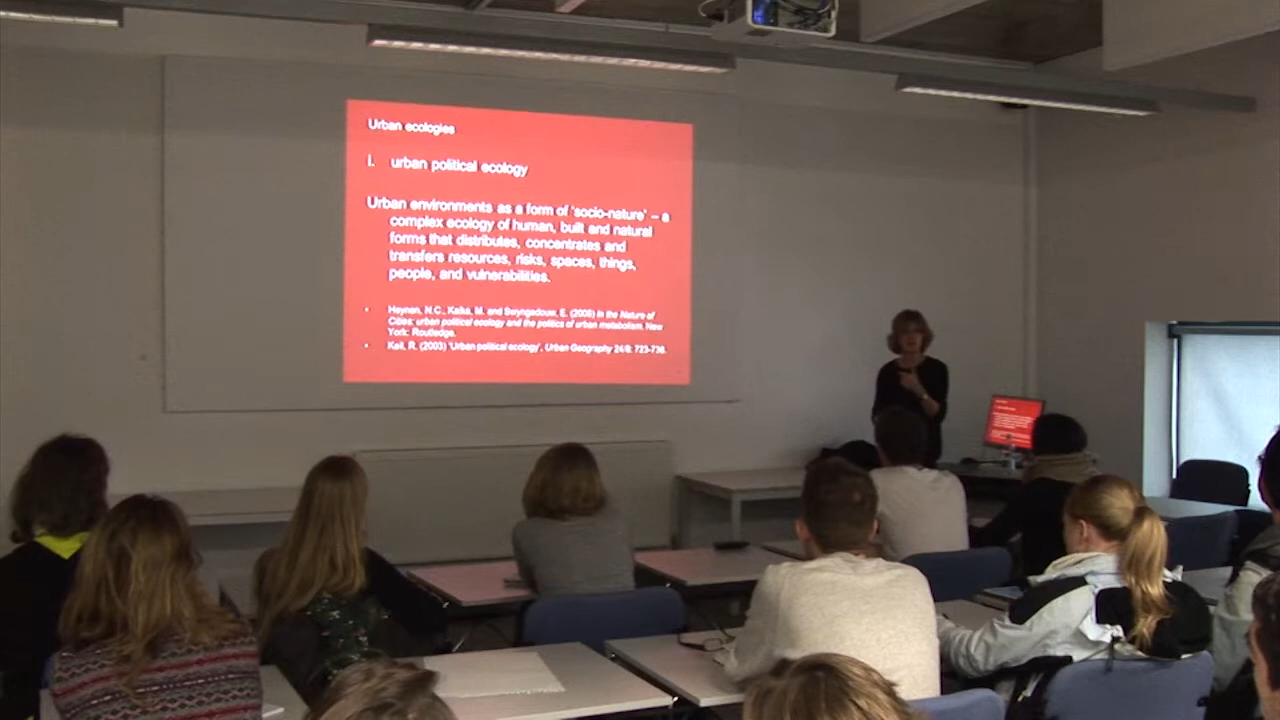 Urban ecologies
i. urban political ecology
Urban environments as a form of 'socio-nature' – a
complex ecology of human, built and natural
forms that distributes, concentrates and
transfers resources, risks, spaces, things,
people, and vulnerabilities.
• Heynen, N.C., Kaika, M. and Swyngedouw, E. (2006) In the Nature of
Cities: urban political ecology and the politics of urban metabolism. New
York: Routledge.
• Keil, R. (2003) 'Urban political ecology', Urban Geography 24/8: 723-738.